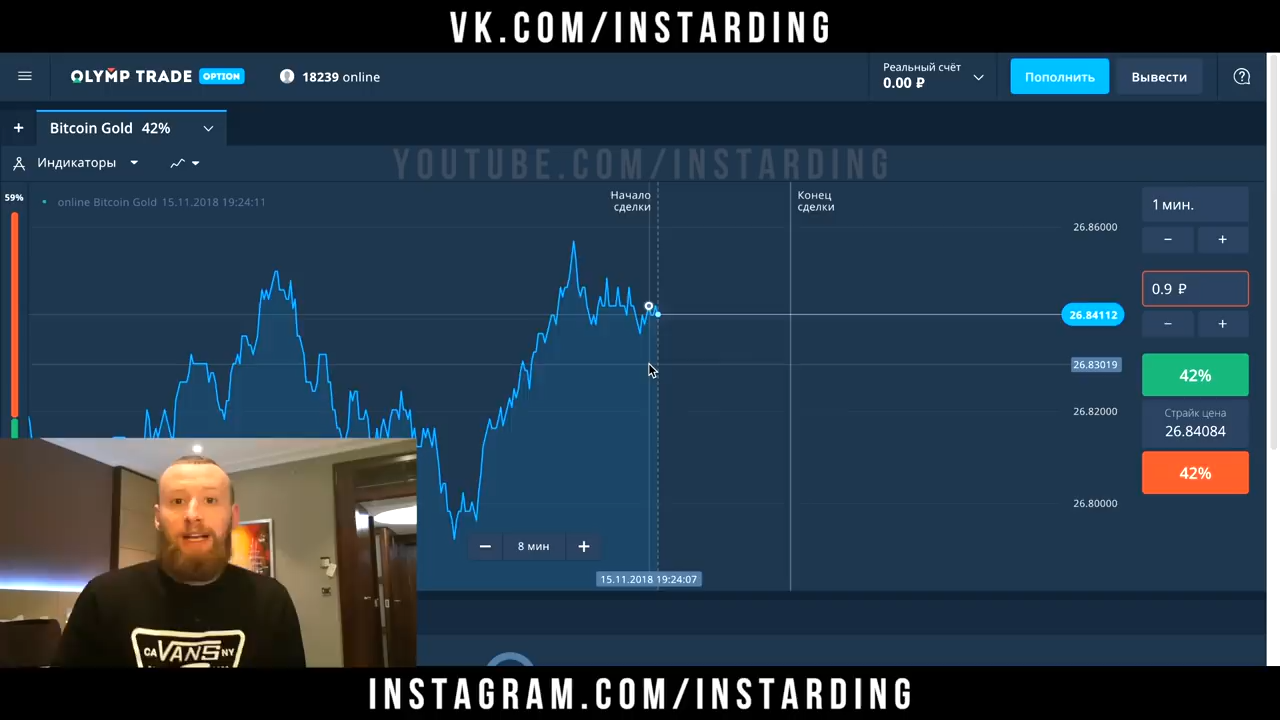 VK.COM/INSTARDING
OLYMP TRADE OPTION
18239 online
Реальный счёт
0.00 ₽
Пополнить
Вывести
+
Bitcoin Gold 42%
Индикаторы
YOUTUBE.COM/INSTARDING
59%
online Bitcoin Gold 15.11.2018 19:24:11
Начало
сделки
Конец
сделки
26.86000
26.84112
26.83019
26.82000
26.80000
1 мин.
− +
0.9 ₽
− +
42%
Страйк цена
26.84084
42%
− 8 мин +
15.11.2018 19:24:07
CA VANS NY
INSTAGRAM.COM/INSTARDING